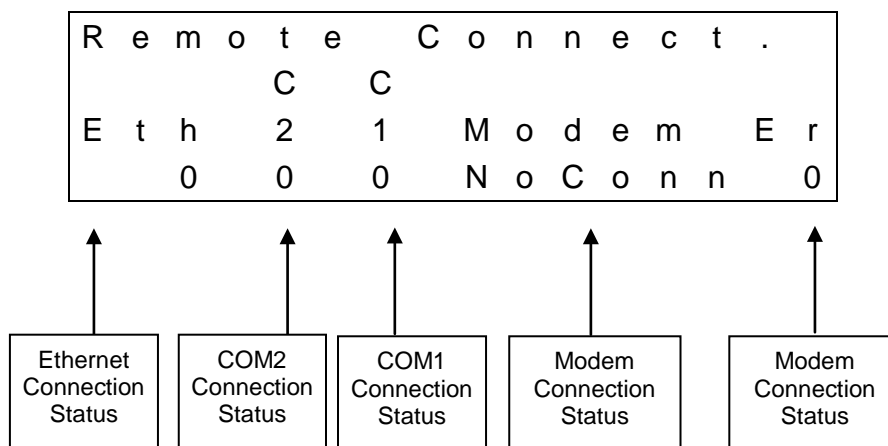 Remote Connect.
C C
Eth 2 1 Modem Er
0 0 0 NoConn 0
Ethernet
Connection
Status
COM2
Connection
Status
COM1
Connection
Status
Modem
Connection
Status
Modem
Connection
Status